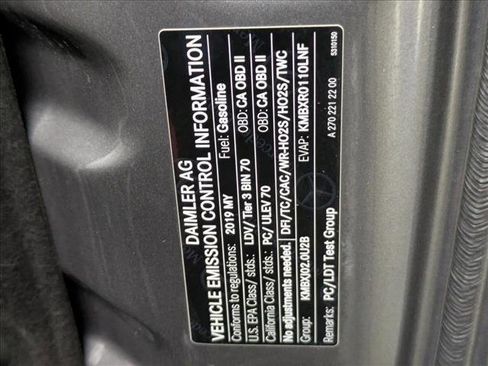 DAIMLER AG
VEHICLE EMISSION CONTROL INFORMATION
Conforms to regulations: 2019 MY Fuel: Gasoline
U.S. EPA Class/ stds.: LDV/ Tier 3 BIN 70 OBD: CA OBD II
California Class/ stds.: PC/ ULEV 70 OBD: CA OBD II
No adjustments needed. DFI/TC/CAC/WR-HO2S/HO2S/TWC
Group: KMBXJ02.0U2B EVAP: KMBXR0110LNF
Remarks: PC/LDT Test Group
A 270 221 22 00
5310150